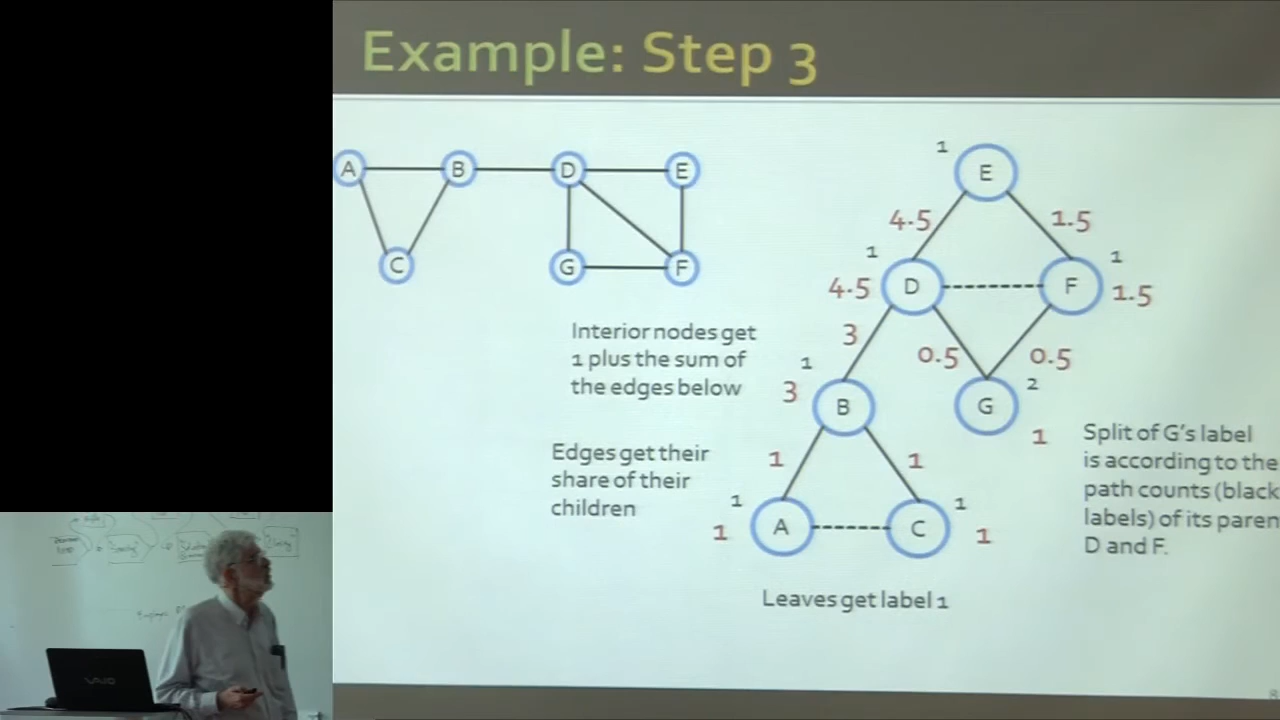 Example: Step 3
A
B
D
E
C
G
F
1
E
4.5
1.5
1
4.5
D
F
1
1.5
Interior nodes get
1 plus the sum of
the edges below
3
0.5
0.5
1
3
B
G
2
1
Split of G's label
is according to the
path counts (black
labels) of its paren
D and F.
Edges get their
share of their
children
1
1
1
1
A
C
1
1
Leaves get label 1
8
VAIO